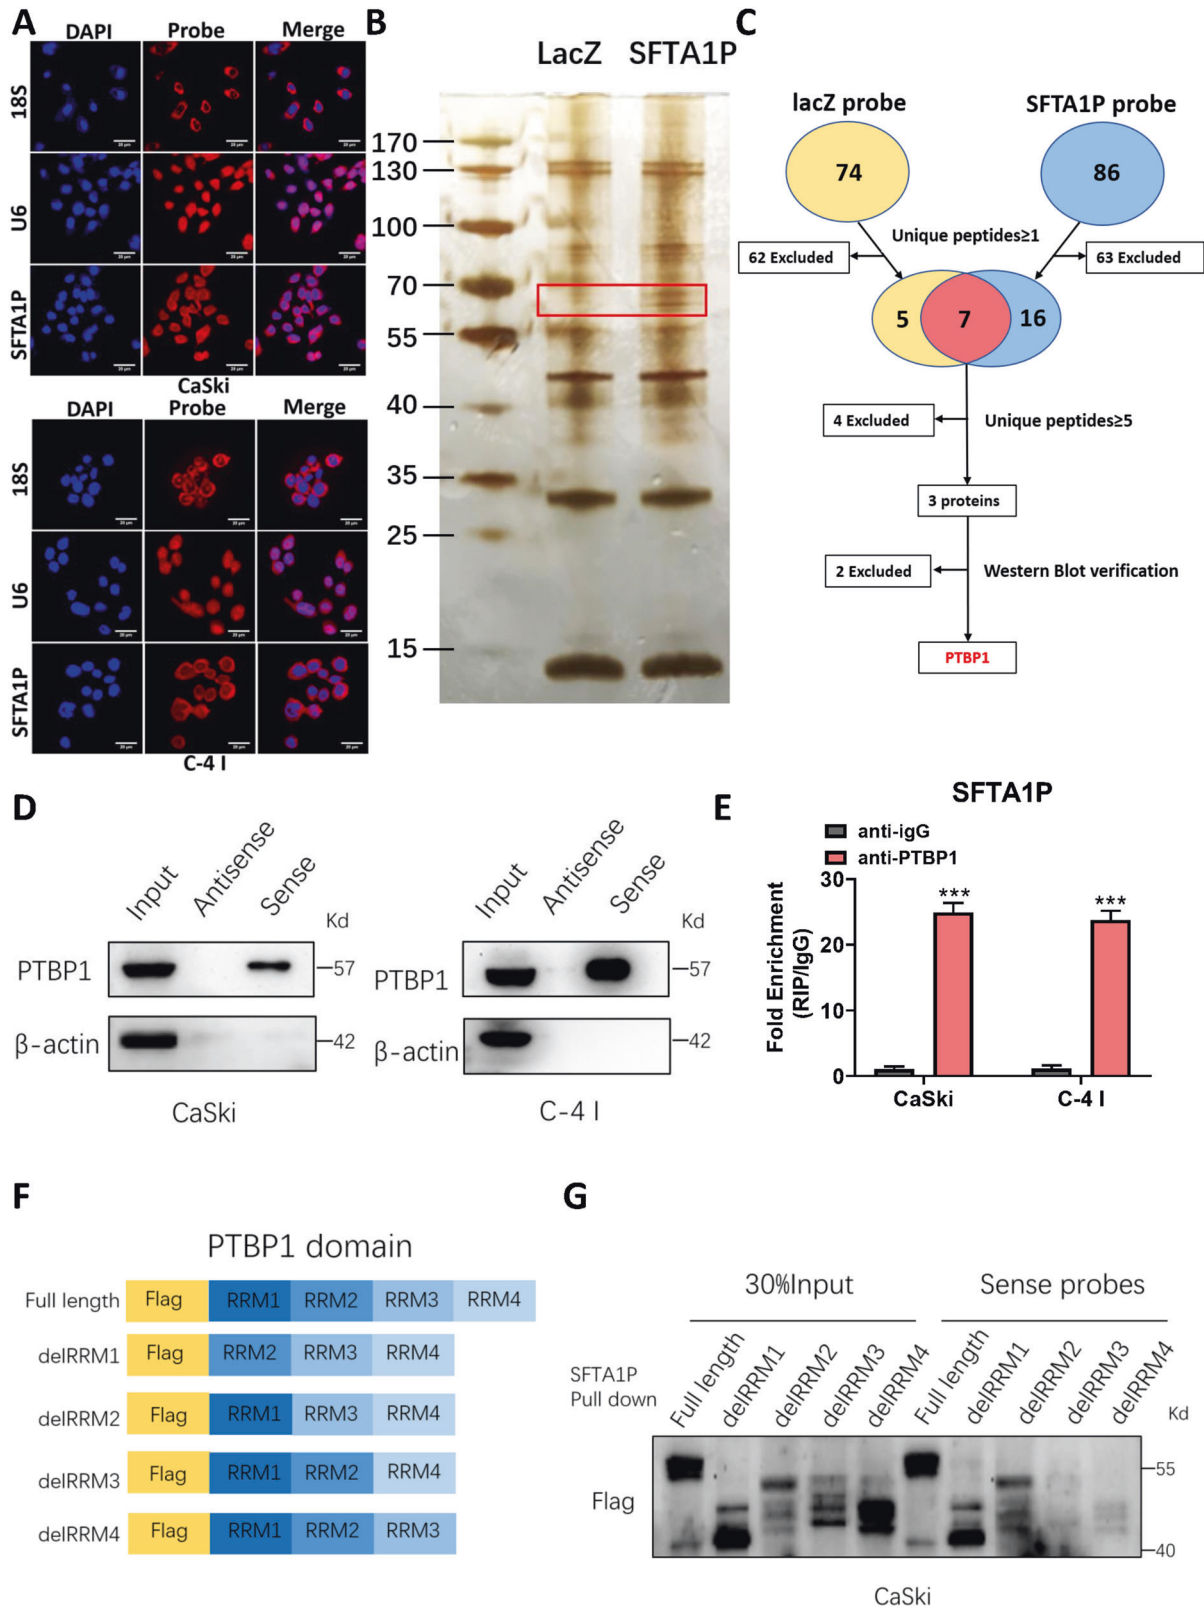 A
DAPI Probe Merge
18S
U6
SFTA1P
CaSki
DAPI Probe Merge
18S
U6
SFTA1P
C-4 I
B
LacZ SFTA1P
170
130
100
70
55
40
35
25
15
C
lacZ probe SFTA1P probe
74 86
Unique peptides≥1
62 Excluded 63 Excluded
5 7 16
4 Excluded Unique peptides≥5
3 proteins
2 Excluded Western Blot verification
PTBP1
D
Input Antisense Sense Kd
PTBP1 57
β-actin 42
CaSki
Input Antisense Sense Kd
PTBP1 57
β-actin 42
C-4 I
E
SFTA1P
anti-igG
anti-PTBP1
Fold Enrichment
(RIP/IgG)
30
20
10
0
*** ***
CaSki C-4 I
F
PTBP1 domain
Full length Flag RRM1 RRM2 RRM3 RRM4
delRRM1 Flag RRM2 RRM3 RRM4
delRRM2 Flag RRM1 RRM3 RRM4
delRRM3 Flag RRM1 RRM2 RRM4
delRRM4 Flag RRM1 RRM2 RRM3
G
30%Input Sense probes
SFTA1P
Pull down
Full length delRRM1 delRRM2 delRRM3 delRRM4 Full length delRRM1 delRRM2 delRRM3 delRRM4 Kd
Flag
55
40
CaSki